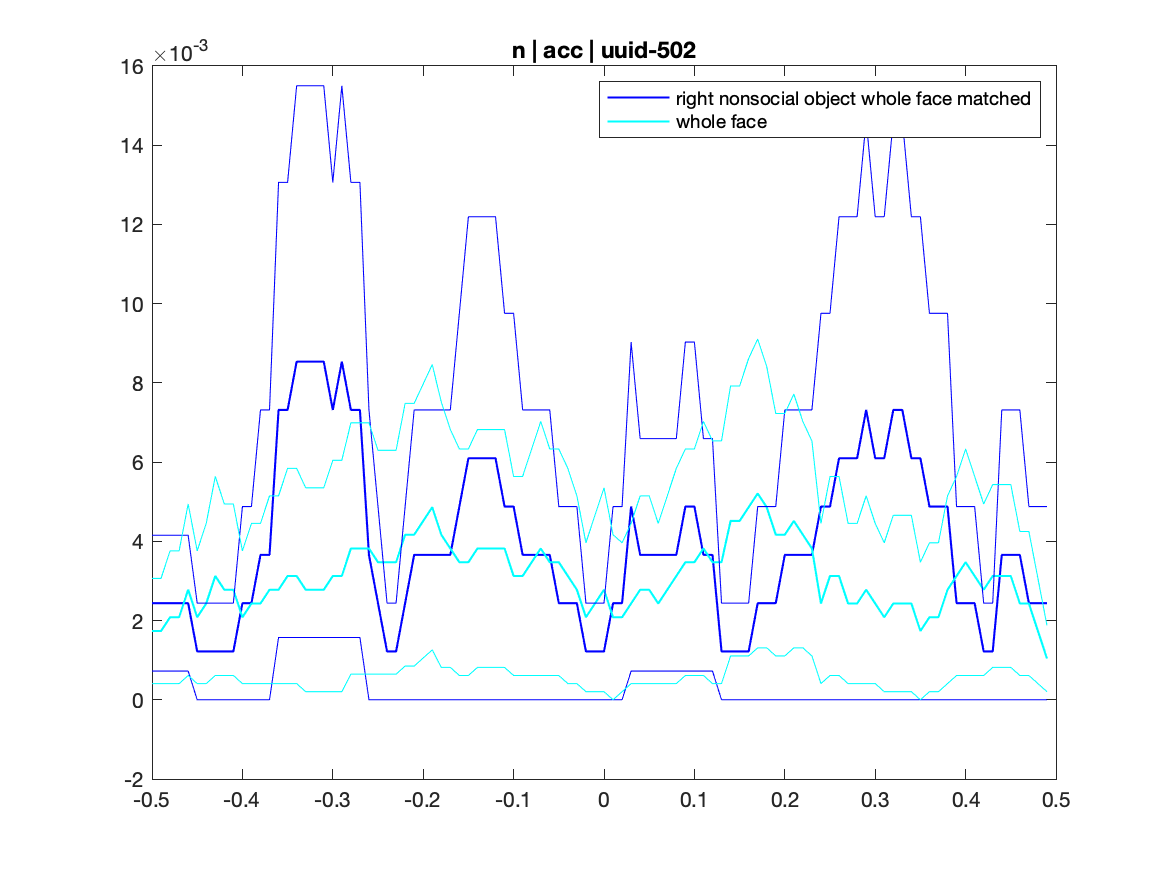 n | acc | uuid-502
×10-3
right nonsocial object whole face matched
whole face
16
14
12
10
8
6
4
2
0
-2
-0.5 -0.4 -0.3 -0.2 -0.1 0 0.1 0.2 0.3 0.4 0.5